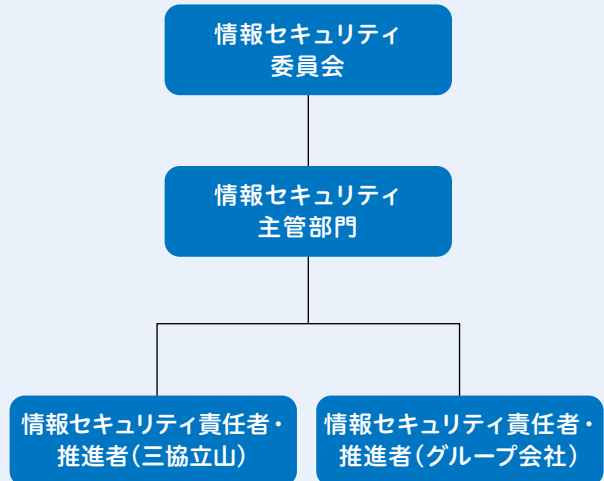 情報セキュリティ
委員会
情報セキュリティ
主管部門
情報セキュリティ責任者・
推進者(三協立山)
情報セキュリティ責任者・
推進者(グループ会社)